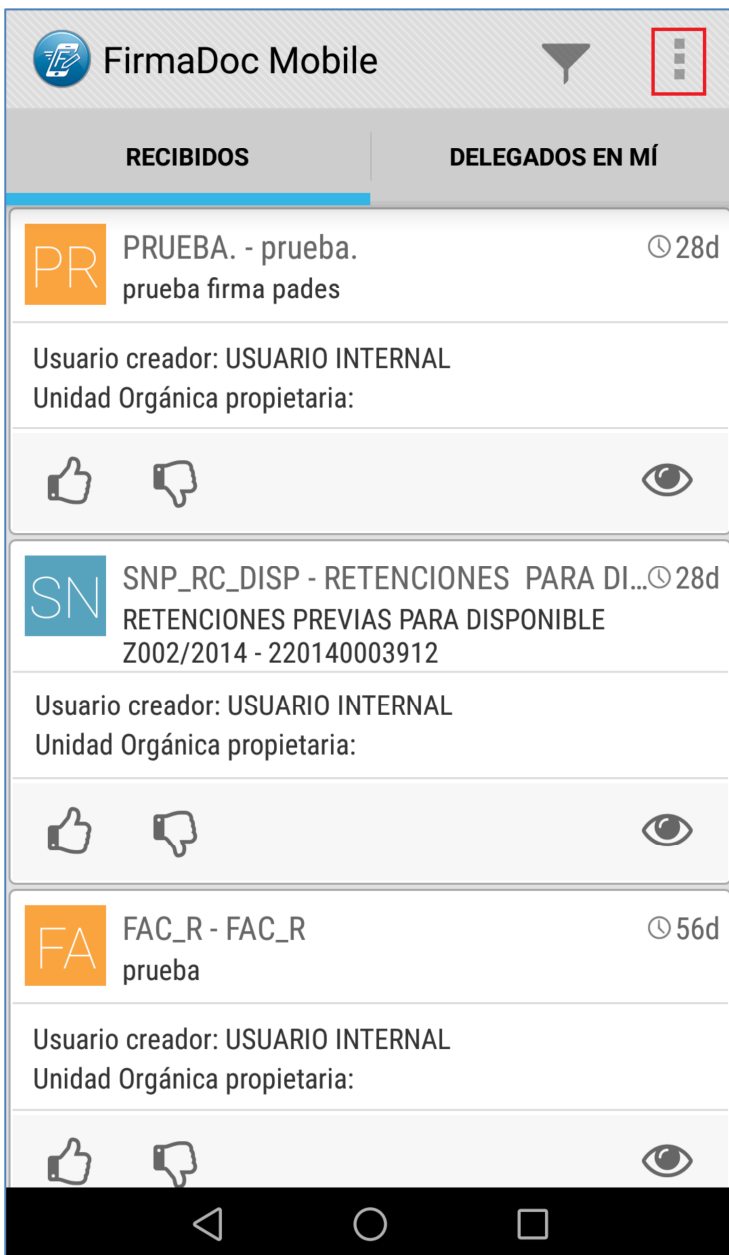 FirmaDoc Mobile
RECIBIDOS
DELEGADOS EN MÍ
PR
PRUEBA. - prueba.
28d
prueba firma pades
Usuario creador: USUARIO INTERNAL
Unidad Orgánica propietaria:
SN
SNP_RC_DISP - RETENCIONES PARA DI...
28d
RETENCIONES PREVIAS PARA DISPONIBLE
Z002/2014 - 220140003912
Usuario creador: USUARIO INTERNAL
Unidad Orgánica propietaria:
FA
FAC_R - FAC_R
56d
prueba
Usuario creador: USUARIO INTERNAL
Unidad Orgánica propietaria: